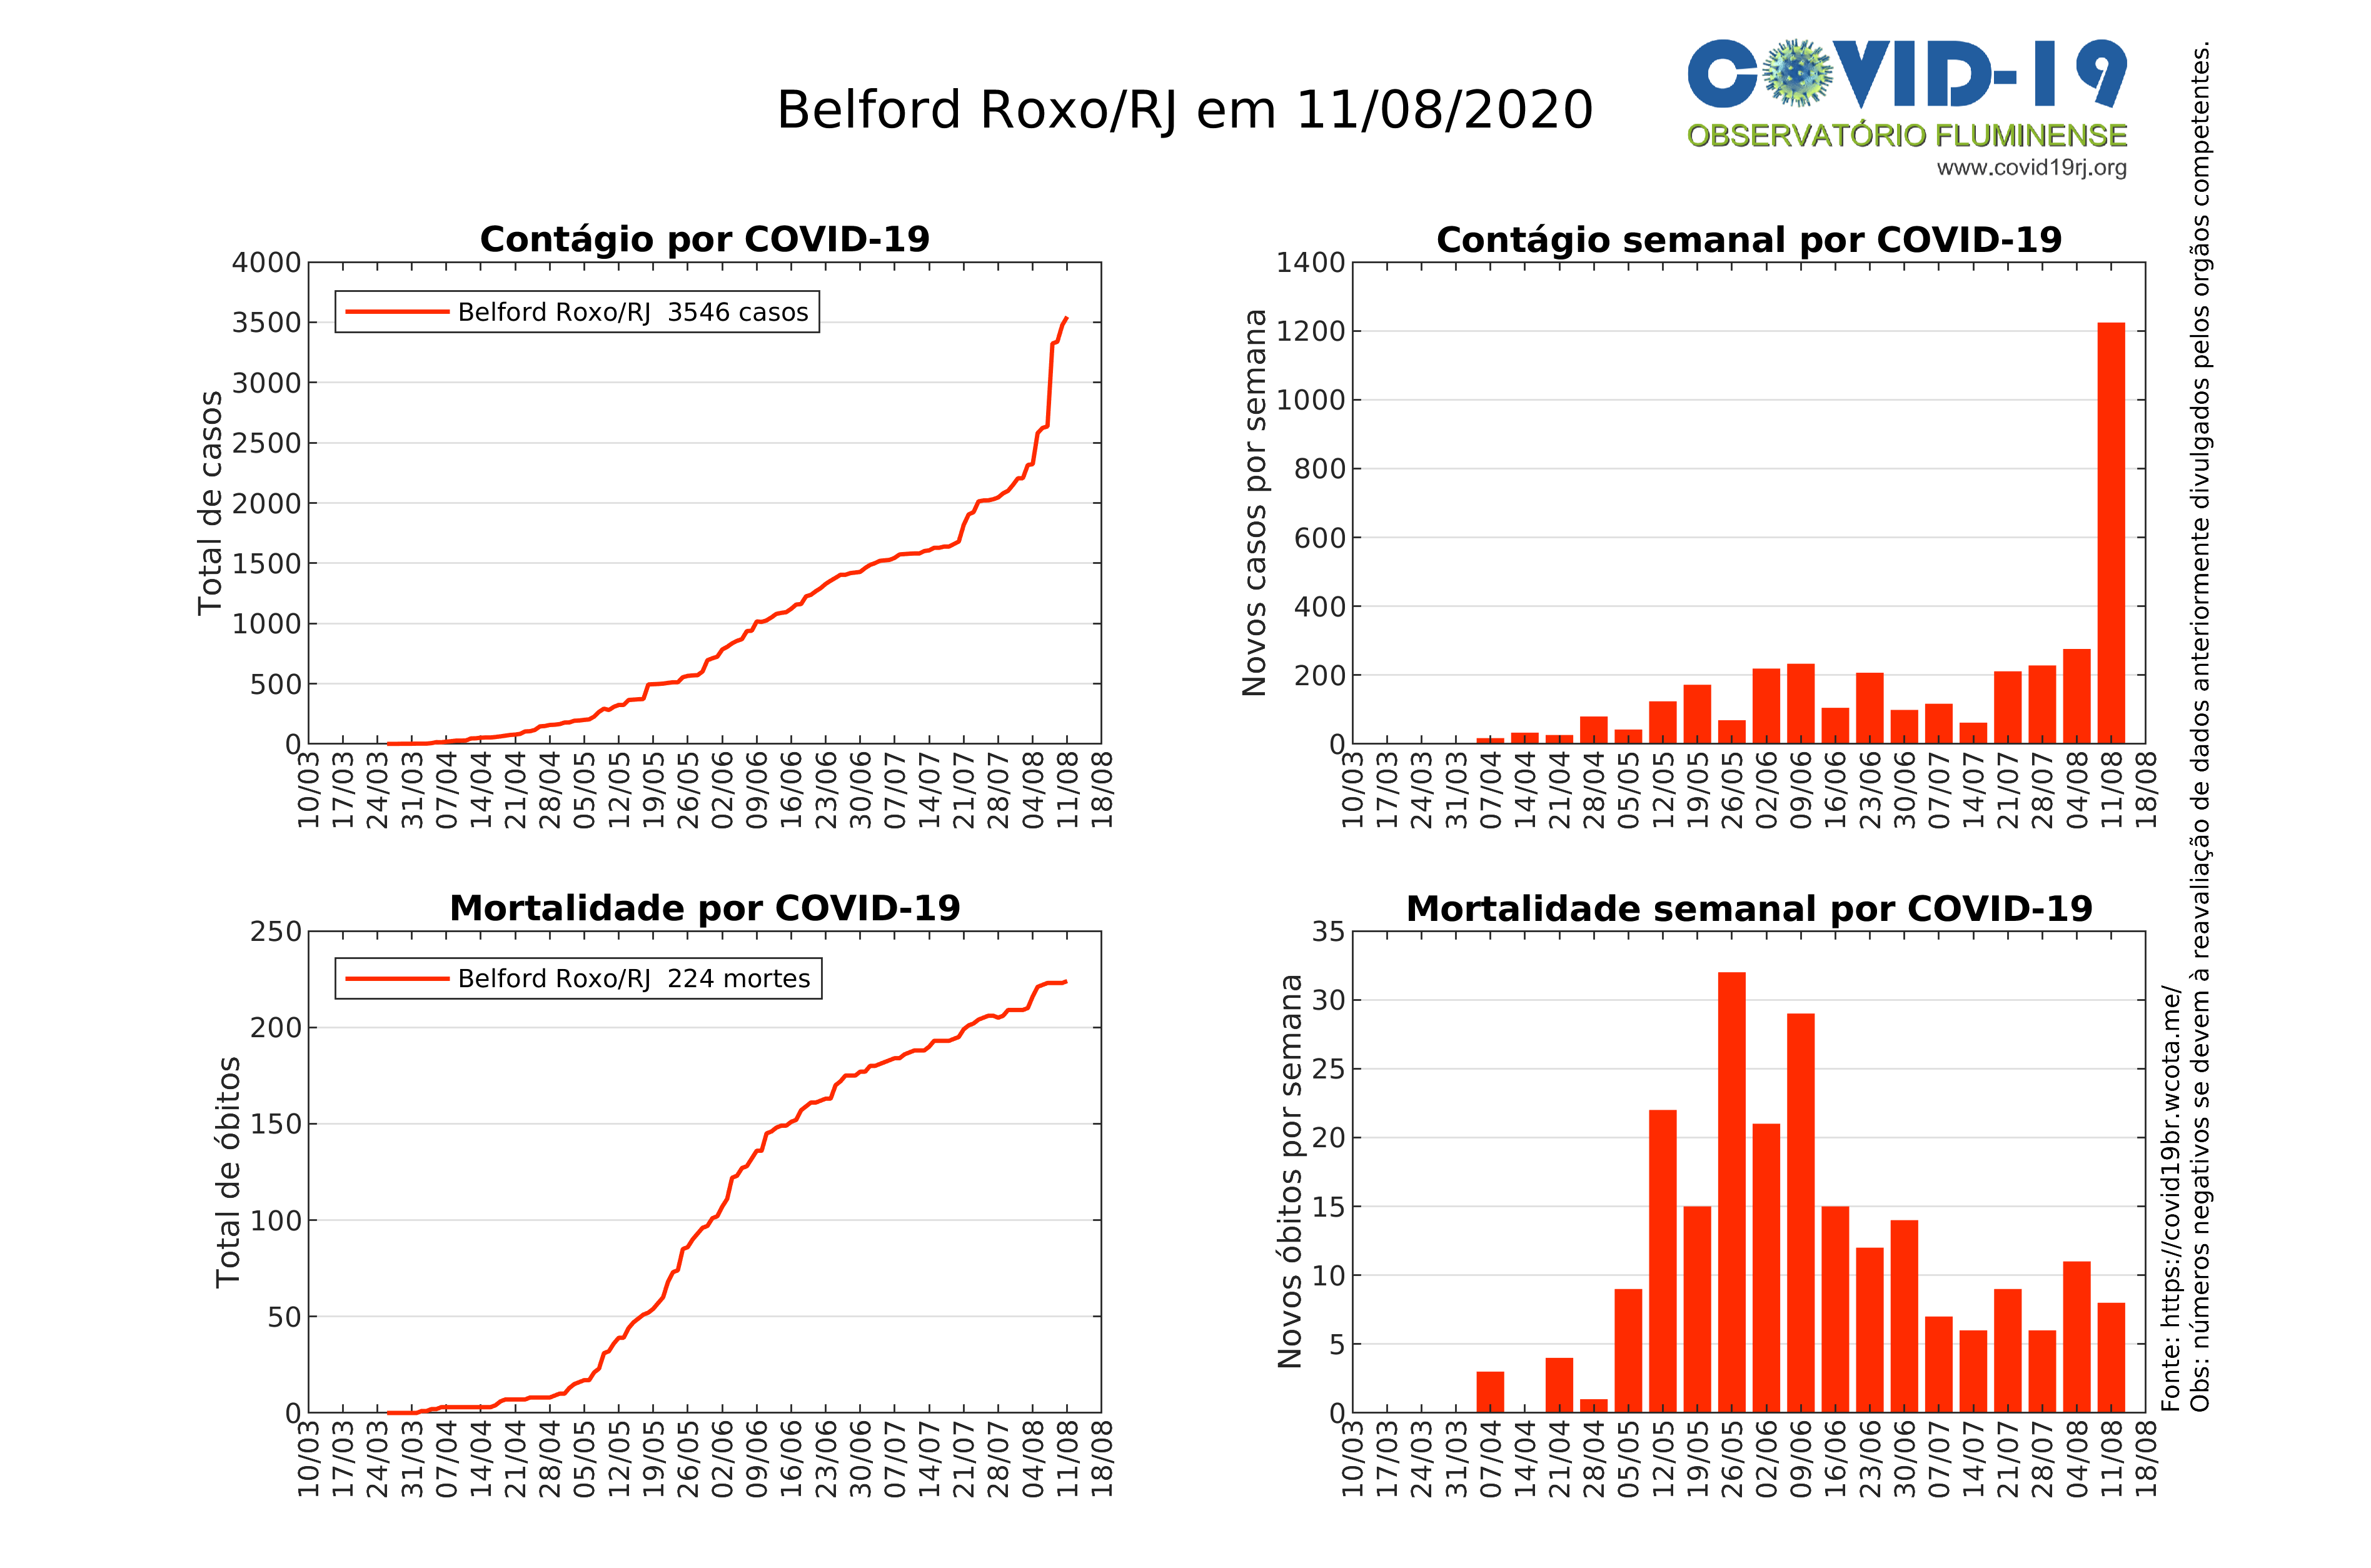 Belford Roxo/RJ em 11/08/2020
COVID-19
OBSERVATÓRIO FLUMINENSE
www.covid19rj.org
Contágio por COVID-19
Total de casos
4000
3500
3000
2500
2000
1500
1000
500
0
Belford Roxo/RJ 3546 casos
10/03 17/03 24/03 31/03 07/04 14/04 21/04 28/04 05/05 12/05 19/05 26/05 02/06 09/06 16/06 23/06 30/06 07/07 14/07 21/07 28/07 04/08 11/08 18/08
Contágio semanal por COVID-19
Novos casos por semana
1400
1200
1000
800
600
400
200
0
10/03 17/03 24/03 31/03 07/04 14/04 21/04 28/04 05/05 12/05 19/05 26/05 02/06 09/06 16/06 23/06 30/06 07/07 14/07 21/07 28/07 04/08 11/08 18/08
Mortalidade por COVID-19
Total de óbitos
250
200
150
100
50
0
Belford Roxo/RJ 224 mortes
10/03 17/03 24/03 31/03 07/04 14/04 21/04 28/04 05/05 12/05 19/05 26/05 02/06 09/06 16/06 23/06 30/06 07/07 14/07 21/07 28/07 04/08 11/08 18/08
Mortalidade semanal por COVID-19
Novos óbitos por semana
35
30
25
20
15
10
5
0
10/03 17/03 24/03 31/03 07/04 14/04 21/04 28/04 05/05 12/05 19/05 26/05 02/06 09/06 16/06 23/06 30/06 07/07 14/07 21/07 28/07 04/08 11/08 18/08
Fonte: https://covid19br.wcota.me/
Obs: números negativos se devem à reavaliação de dados anteriormente divulgados pelos orgãos competentes.